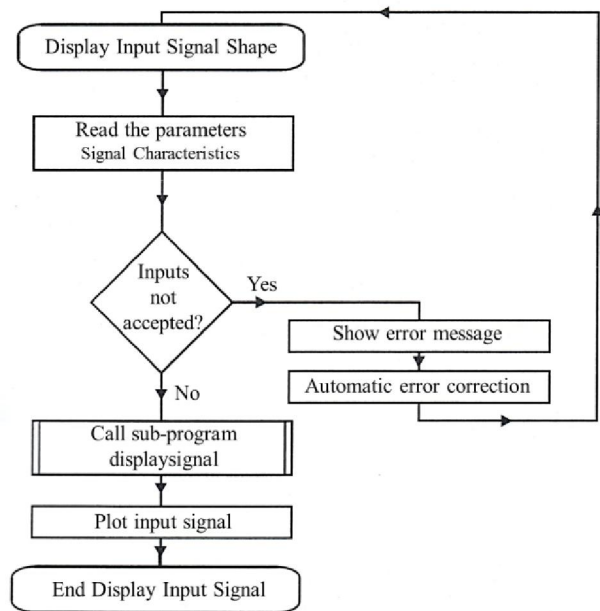 Display Input Signal Shape
Read the parameters
Signal Characteristics
Inputs
not
accepted?
Yes
Show error message
Automatic error correction
No
Call sub-program
displaysignal
Plot input signal
End Display Input Signal